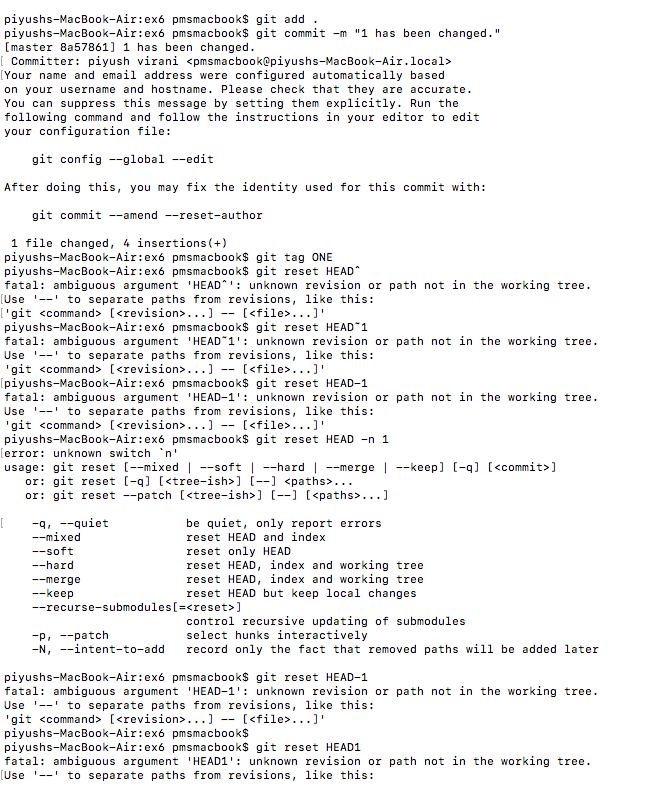 piyushs-MacBook-Air:ex6 pmsmacbook$ git add .
piyushs-MacBook-Air:ex6 pmsmacbook$ git commit -m "1 has been changed."
[master 8a57861] 1 has been changed.
[ Committer: piyush virani <pmsmacbook@piyushs-MacBook-Air.local>
[Your name and email address were configured automatically based
on your username and hostname. Please check that they are accurate.
You can suppress this message by setting them explicitly. Run the
following command and follow the instructions in your editor to edit
your configuration file:

    git config --global --edit

After doing this, you may fix the identity used for this commit with:

    git commit --amend --reset-author

 1 file changed, 4 insertions(+)
piyushs-MacBook-Air:ex6 pmsmacbook$ git tag ONE
piyushs-MacBook-Air:ex6 pmsmacbook$ git reset HEADˆ
fatal: ambiguous argument 'HEADˆ': unknown revision or path not in the working tree.
[Use '--' to separate paths from revisions, like this:
['git <command> [<revision>...] -- [<file>...]'
piyushs-MacBook-Air:ex6 pmsmacbook$ git reset HEAD˜1
fatal: ambiguous argument 'HEAD˜1': unknown revision or path not in the working tree.
Use '--' to separate paths from revisions, like this:
'git <command> [<revision>...] -- [<file>...]'
[piyushs-MacBook-Air:ex6 pmsmacbook$ git reset HEAD-1
fatal: ambiguous argument 'HEAD-1': unknown revision or path not in the working tree.
Use '--' to separate paths from revisions, like this:
'git <command> [<revision>...] -- [<file>...]'
piyushs-MacBook-Air:ex6 pmsmacbook$ git reset HEAD -n 1
[error: unknown switch `n'
usage: git reset [--mixed | --soft | --hard | --merge | --keep] [-q] [<commit>]
   or: git reset [-q] [<tree-ish>] [--] <paths>...
   or: git reset --patch [<tree-ish>] [--] [<paths>...]

[    -q, --quiet           be quiet, only report errors
    --mixed               reset HEAD and index
    --soft                reset only HEAD
    --hard                reset HEAD, index and working tree
    --merge               reset HEAD, index and working tree
    --keep                reset HEAD but keep local changes
    --recurse-submodules[=<reset>]
                          control recursive updating of submodules
    -p, --patch           select hunks interactively
    -N, --intent-to-add   record only the fact that removed paths will be added later

piyushs-MacBook-Air:ex6 pmsmacbook$ git reset HEAD-1
fatal: ambiguous argument 'HEAD-1': unknown revision or path not in the working tree.
Use '--' to separate paths from revisions, like this:
'git <command> [<revision>...] -- [<file>...]'
piyushs-MacBook-Air:ex6 pmsmacbook$
piyushs-MacBook-Air:ex6 pmsmacbook$ git reset HEAD1
fatal: ambiguous argument 'HEAD1': unknown revision or path not in the working tree.
[Use '--' to separate paths from revisions, like this: